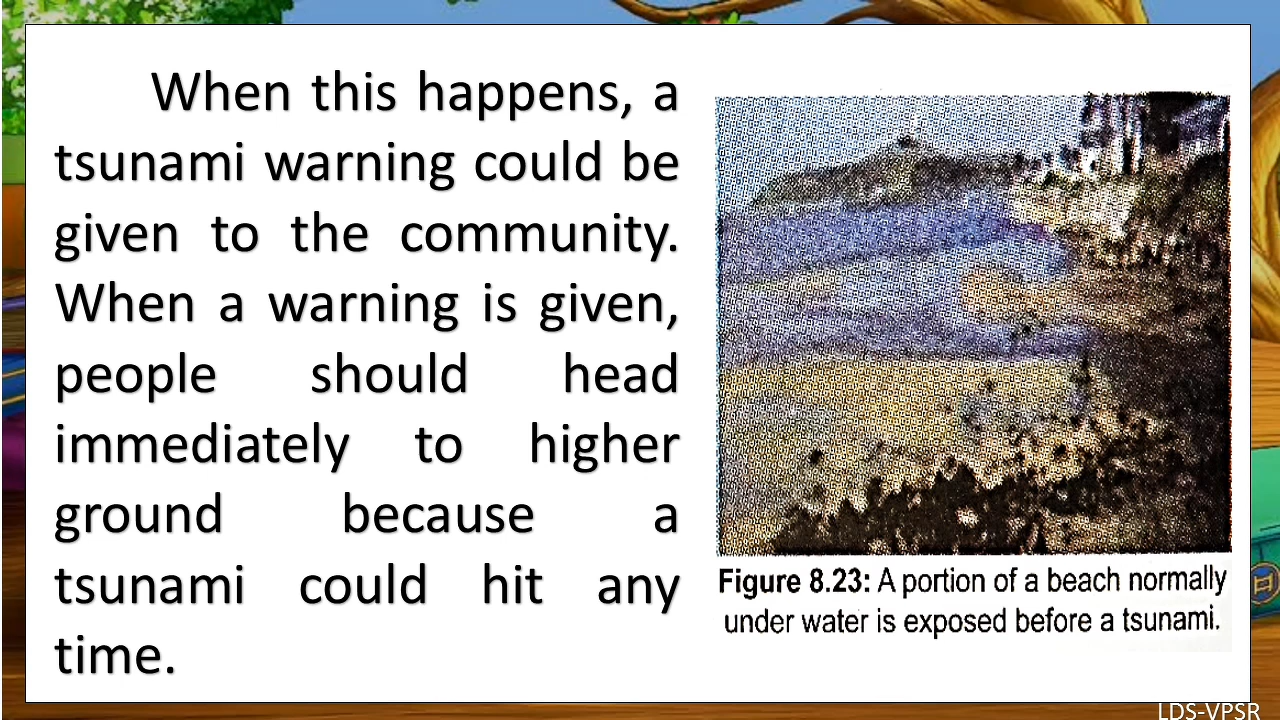 When this happens, a
tsunami warning could be
given to the community.
When a warning is given,
people should head
immediately to higher
ground because a
tsunami could hit any
time.
Figure 8.23: A portion of a beach normally
under water is exposed before a tsunami.
LDS-VPSR